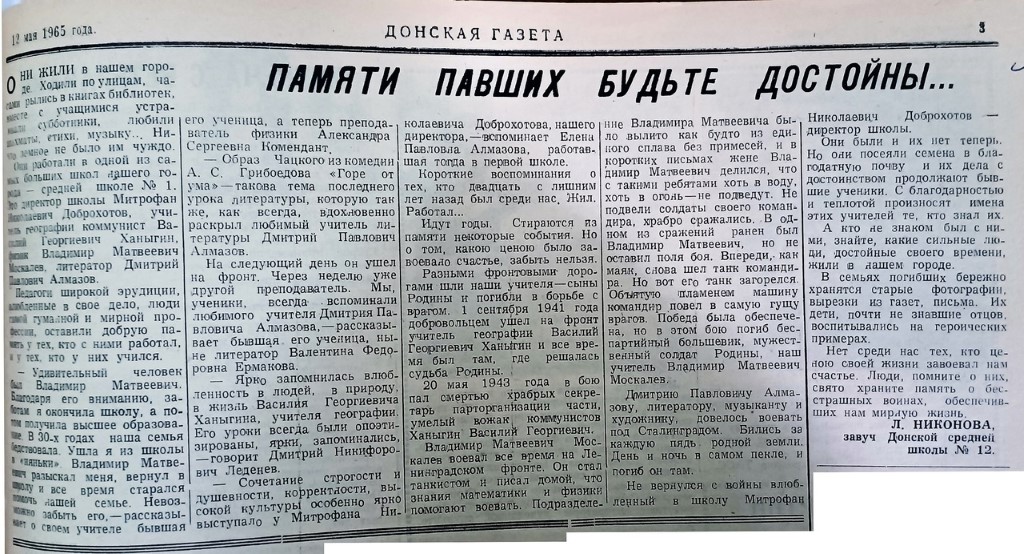 12 мая 1965 года.
ДОНСКАЯ ГАЗЕТА
3
ПАМЯТИ ПАВШИХ БУДЬТЕ ДОСТОЙНЫ...
ОНИ ЖИЛИ в нашем горо-
де. Ходили по улицам, ча-
рылись в книгах библиотек,
с учащимися устра-
субботники, любили
стихи, музыку... Ни-
земное не было им чуждо.
работали в одной из са-
больших школ нашего го-
— средней школе № 1.
директор школы Митрофан
Николаевич Доброхотов, учи-
географии коммунист Ва-
Георгиевич Ханыгин,
Владимир Матвеевич
Москалев, литератор Дмитрий
Павлович Алмазов.
Педагоги широкой эрудиции,
влюбленные в свое дело, люди
гуманной и мирной про-
оставили добрую па-
у тех, кто с ними работал,
у тех, кто у них учился.
— Удивительный человек
был Владимир Матвеевич.
Благодаря его вниманию, за-
я окончила школу, а по-
получила высшее образова-
В 30-х годах наша семья
Ушла я из школы
«няньки». Владимир Матве-
разыскал меня, вернул в
и все время старался
нашей семье. Невоз-
забыть его,— рассказы-
о своем учителе бывшая
его ученица, а теперь препода-
ватель физики Александра
Сергеевна Комендант.
— Образ Чацкого из комедии
А. С. Грибоедова «Горе от
ума»—такова тема последнего
урока литературы, которую так
же, как всегда, вдохновенно
раскрыл любимый учитель ли-
тературы Дмитрий Павлович
Алмазов.
На следующий день он ушел
на фронт. Через неделю уже
другой преподаватель. Мы,
ученики, всегда вспоминали
любимого учителя Дмитрия Па-
вловича Алмазова,—рассказы-
вает бывшая его ученица, ны-
не литератор Валентина Федо-
ровна Ермакова.
— Ярко запомнилась влюб-
ленность в людей, в природу,
в жизнь Василия Георгиевича
Ханыгина, учителя географии.
Его уроки всегда были опоэти-
зированы, ярки, запоминались,
—говорит Дмитрий Никифоро-
вич Леденев.
— Сочетание строгости и
душевности, корректности, вы-
сокой культуры особенно ярко
выступало у Митрофана Ни-
колаевича Доброхотова, нашего
директора,—вспоминает Елена
Павловна Алмазова, работав-
шая тогда в первой школе.
Короткие воспоминания о
тех, кто двадцать с лишним
лет назад был среди нас. Жил.
Работал...
Идут годы. Стираются из
памяти некоторые события. Но
о том, какою ценою было за-
воевано счастье, забыть нельзя.
Разными фронтовыми доро-
гами шли наши учителя—сыны
Родины и погибли в борьбе с
врагом. 1 сентября 1941 года
добровольцем ушел на фронт
учитель географии Василий
Георгиевич Ханыгин и все вре-
мя был там, где решалась
судьба Родины.
20 мая 1943 года в бою
пал смертью храбрых секре-
тарь парторганизации части,
умелый вожак коммунистов
Ханыгин Василий Георгиевич.
Владимир Матвеевич Мос-
калев воевал все время на Ле-
нинградском фронте. Он стал
танкистом и писал домой, что
знания математики и физики
помогают воевать. Подразделе-
ние Владимира Матвеевича бы-
ло вылито как будто из еди-
ного сплава без примесей, и в
коротких письмах жене Вла-
димир Матвеевич делился, что
с такими ребятами хоть в воду,
хоть в огонь—не подведут. Не
подвели солдаты своего коман-
дира, храбро сражались. В од-
ном из сражений ранен был
Владимир Матвеевич, но не
оставил поля боя. Впереди, как
маяк, слова шел танк команди-
ра. Но вот его танк загорелся.
Объятую пламенем машину
командир повел в самую гущу
врагов. Победа была обеспече-
на, но в этом бою погиб бес-
партийный большевик, мужест-
венный солдат Родины, наш
учитель Владимир Матвеевич
Москалев.
Дмитрию Павловичу Алма-
зову, литератору, музыканту и
художнику, довелось, воевать
под Сталинградом. Бились за
каждую пядь родной земли.
День и ночь в самом пекле, и
погиб он там.
Не вернулся с войны влюб-
ленный в школу Митрофан
Николаевич Доброхотов —
директор школы.
Они были и их нет теперь.
Но они посеяли семена в бла-
годатную почву и их дела с
достоинством продолжают быв-
шие ученики. С благодарностью
и теплотой произносят имена
этих учителей те, кто знал их.
А кто не знаком был с ни-
ми, знайте, какие сильные лю-
ди, достойные своего времени,
жили в нашем городе.
В семьях погибших бережно
хранятся старые фотографии,
вырезки из газет, письма. Их
дети, почти не знавшие отцов,
воспитывались на героических
примерах.
Нет среди нас тех, кто це-
ною своей жизни завоевал нам
счастье. Люди, помните о них,
свято храните память о бес-
страшных воинах, обеспечив-
ших нам мирную жизнь.
Л. НИКОНОВА,
завуч Донской средней
школы № 12.